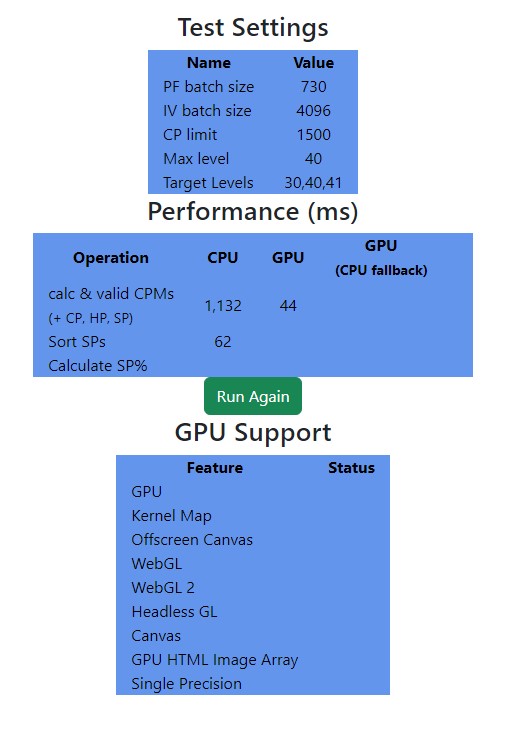 Test Settings
Name Value
PF batch size 730
IV batch size 4096
CP limit 1500
Max level 40
Target Levels 30,40,41
Performance (ms)
Operation CPU GPU GPU (CPU fallback)
calc & valid CPMs
(+ CP, HP, SP) 1,132 44
Sort SPs 62
Calculate SP%
Run Again
GPU Support
Feature Status
GPU
Kernel Map
Offscreen Canvas
WebGL
WebGL 2
Headless GL
Canvas
GPU HTML Image Array
Single Precision